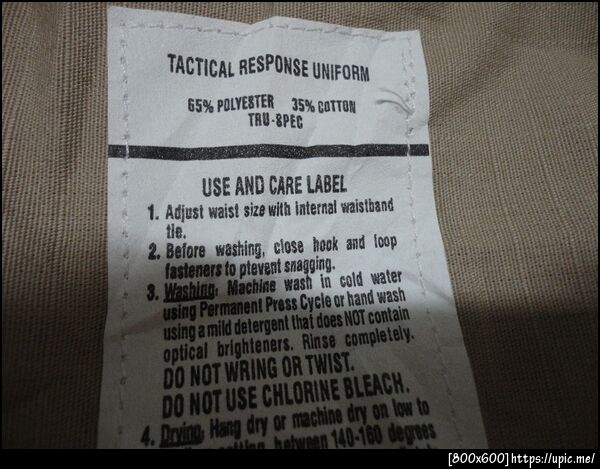 TACTICAL RESPONSE UNIFORM
65% POLYESTER 35% COTTON
TRU-SPEC
USE AND CARE LABEL
1. Adjust waist size with internal waistband
tie.
2. Before washing, close hook and loop
fasteners to ptevent snagging.
3. Washing: Machine wash in cold water
using Permanent Press Cycle or hand wash
using a mild detergent that does NOT contain
optical brighteners. Rinse completely.
DO NOT WRING OR TWIST.
DO NOT USE CHLORINE BLEACH.
4. Drying: Hang dry or machine dry on low to
between 140-160 degrees
[800x600]https://upic.me/